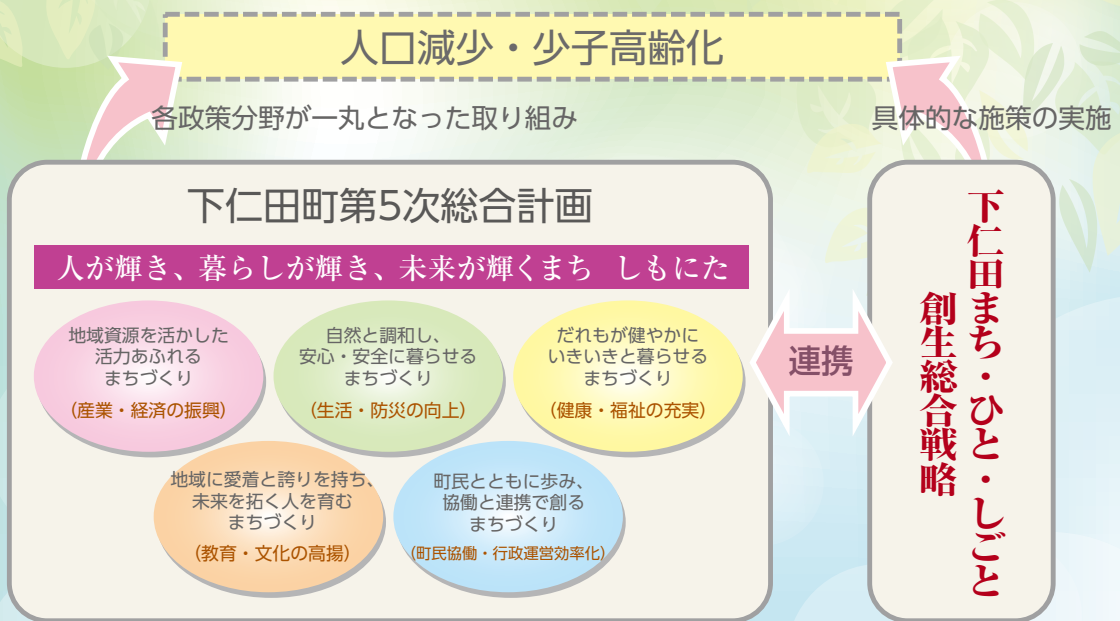 人口減少・少子高齢化
各政策分野が一丸となった取り組み
具体的な施策の実施
下仁田町第5次総合計画
人が輝き、暮らしが輝き、未来が輝くまち　しもにた
地域資源を活かした
活力あふれる
まちづくり
(産業・経済の振興)
自然と調和し、
安心・安全に暮らせる
まちづくり
(生活・防災の向上)
だれもが健やかに
いきいきと暮らせる
まちづくり
(健康・福祉の充実)
地域に愛着と誇りを持ち、
未来を拓く人を育む
まちづくり
(教育・文化の高揚)
町民とともに歩み、
協働と連携で創る
まちづくり
(町民協働・行政運営効率化)
連携
下仁田まち・ひと・しごと
創生総合戦略